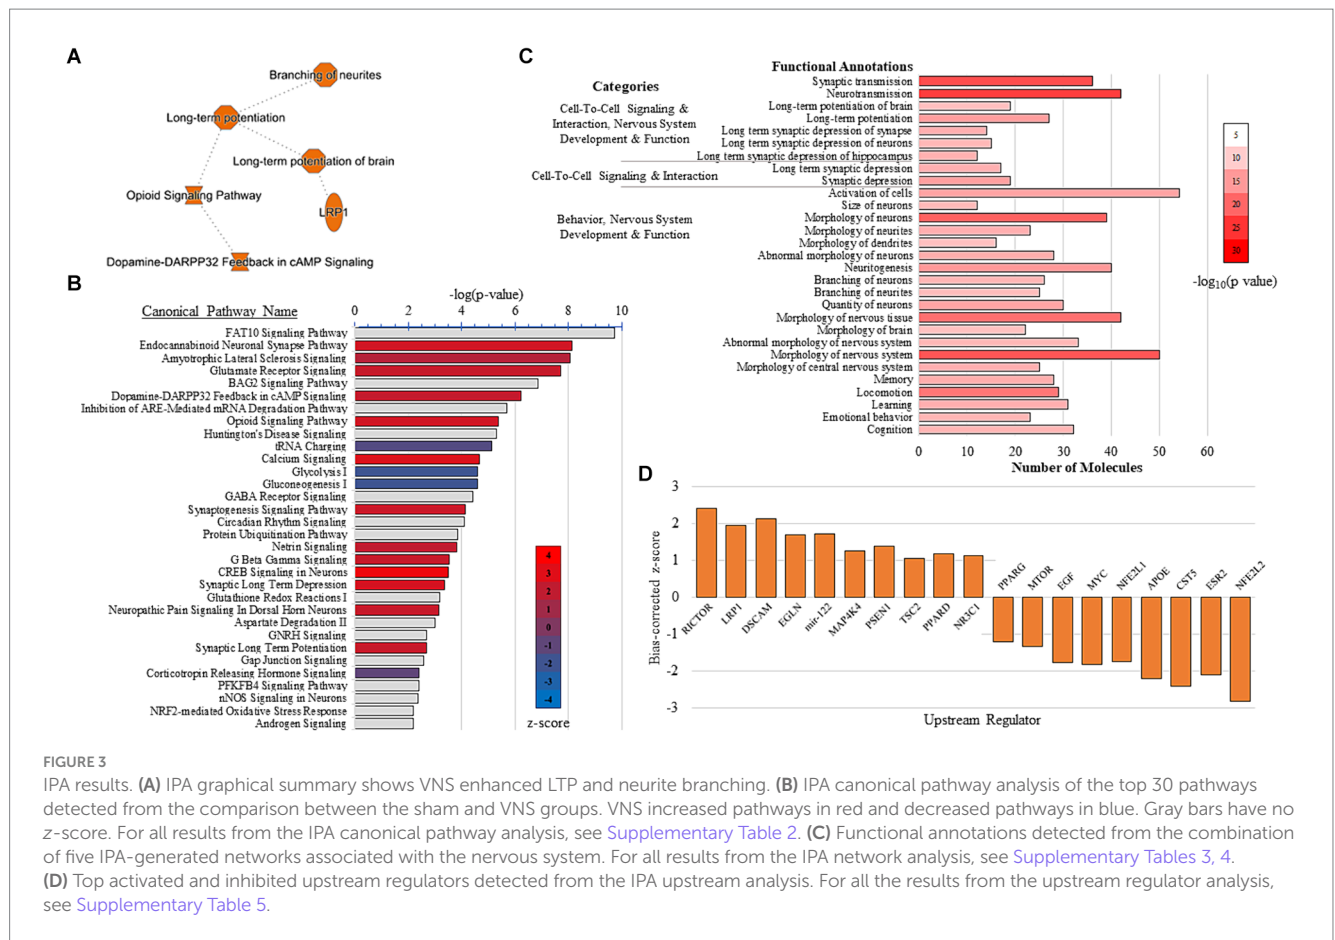 A
Branching of neurites
Long-term potentiation
Long-term potentiation of brain
Opioid Signaling Pathway
LRP1
Dopamine-DARPP32 Feedback in cAMP Signaling
B
-log(p-value)
Canonical Pathway Name
0 2 4 6 8 10
FAT10 Signaling Pathway
Endocannabinoid Neuronal Synapse Pathway
Amyotrophic Lateral Sclerosis Signaling
Glutamate Receptor Signaling
BAG2 Signaling Pathway
Dopamine-DARPP32 Feedback in cAMP Signaling
Inhibition of ARE-Mediated mRNA Degradation Pathway
Opioid Signaling Pathway
Huntington's Disease Signaling
tRNA Charging
Calcium Signaling
Glycolysis I
Gluconeogenesis I
GABA Receptor Signaling
Synaptogenesis Signaling Pathway
Circadian Rhythm Signaling
Protein Ubiquitination Pathway
Netrin Signaling
G Beta Gamma Signaling
CREB Signaling in Neurons
Synaptic Long Term Depression
Glutathione Redox Reactions I
Neuropathic Pain Signaling In Dorsal Horn Neurons
Aspartate Degradation II
GNRH Signaling
Synaptic Long Term Potentiation
Gap Junction Signaling
Corticotropin Releasing Hormone Signaling
PFKFB4 Signaling Pathway
nNOS Signaling in Neurons
NRF2-mediated Oxidative Stress Response
Androgen Signaling
4
3
2
1
0
-1
-2
-3
-4
z-score
C
Functional Annotations
Categories
Cell-To-Cell Signaling &
Interaction, Nervous System
Development & Function
Cell-To-Cell Signaling & Interaction
Behavior, Nervous System
Development & Function
Synaptic transmission
Neurotransmission
Long-term potentiation of brain
Long-term potentiation
Long term synaptic depression of synapse
Long term synaptic depression of neurons
Long term synaptic depression of hippocampus
Long term synaptic depression
Synaptic depression
Activation of cells
Size of neurons
Morphology of neurons
Morphology of neurites
Morphology of dendrites
Abnormal morphology of neurons
Neuritogenesis
Branching of neurons
Branching of neurites
Quantity of neurons
Morphology of nervous tissue
Morphology of brain
Abnormal morphology of nervous system
Morphology of nervous system
Morphology of central nervous system
Memory
Locomotion
Learning
Emotional behavior
Cognition
0 10 20 30 40 50 60
Number of Molecules
5
10
15
20
25
30
-log10(p value)
D
Bias-corrected z-score
3
2
1
0
-1
-2
-3
RICTOR
LRP1
DSCAM
EGLN
mir-122
MAP4K4
PSEN1
TSC2
PPARD
NR3C1
PPARG
MTOR
EGF
MYC
NFE2L1
APOE
CST5
ESR2
NFE2L2
Upstream Regulator
FIGURE 3
IPA results. (A) IPA graphical summary shows VNS enhanced LTP and neurite branching. (B) IPA canonical pathway analysis of the top 30 pathways
detected from the comparison between the sham and VNS groups. VNS increased pathways in red and decreased pathways in blue. Gray bars have no
z-score. For all results from the IPA canonical pathway analysis, see Supplementary Table 2. (C) Functional annotations detected from the combination
of five IPA-generated networks associated with the nervous system. For all results from the IPA network analysis, see Supplementary Tables 3, 4.
(D) Top activated and inhibited upstream regulators detected from the IPA upstream analysis. For all the results from the upstream regulator analysis,
see Supplementary Table 5.